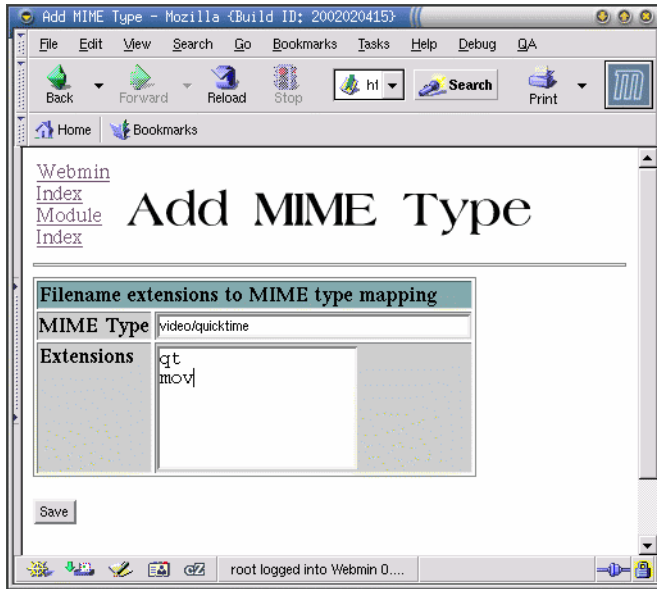 Add MIME Type - Mozilla {Build ID: 2002020415}
File Edit View Search Go Bookmarks Tasks Help Debug QA
Back Forward Reload Stop ht Search Print
Home Bookmarks
Webmin
Index
Module
Index
Add MIME Type
Filename extensions to MIME type mapping
MIME Type video/quicktime
Extensions qt
mov
Save
root logged into Webmin 0....